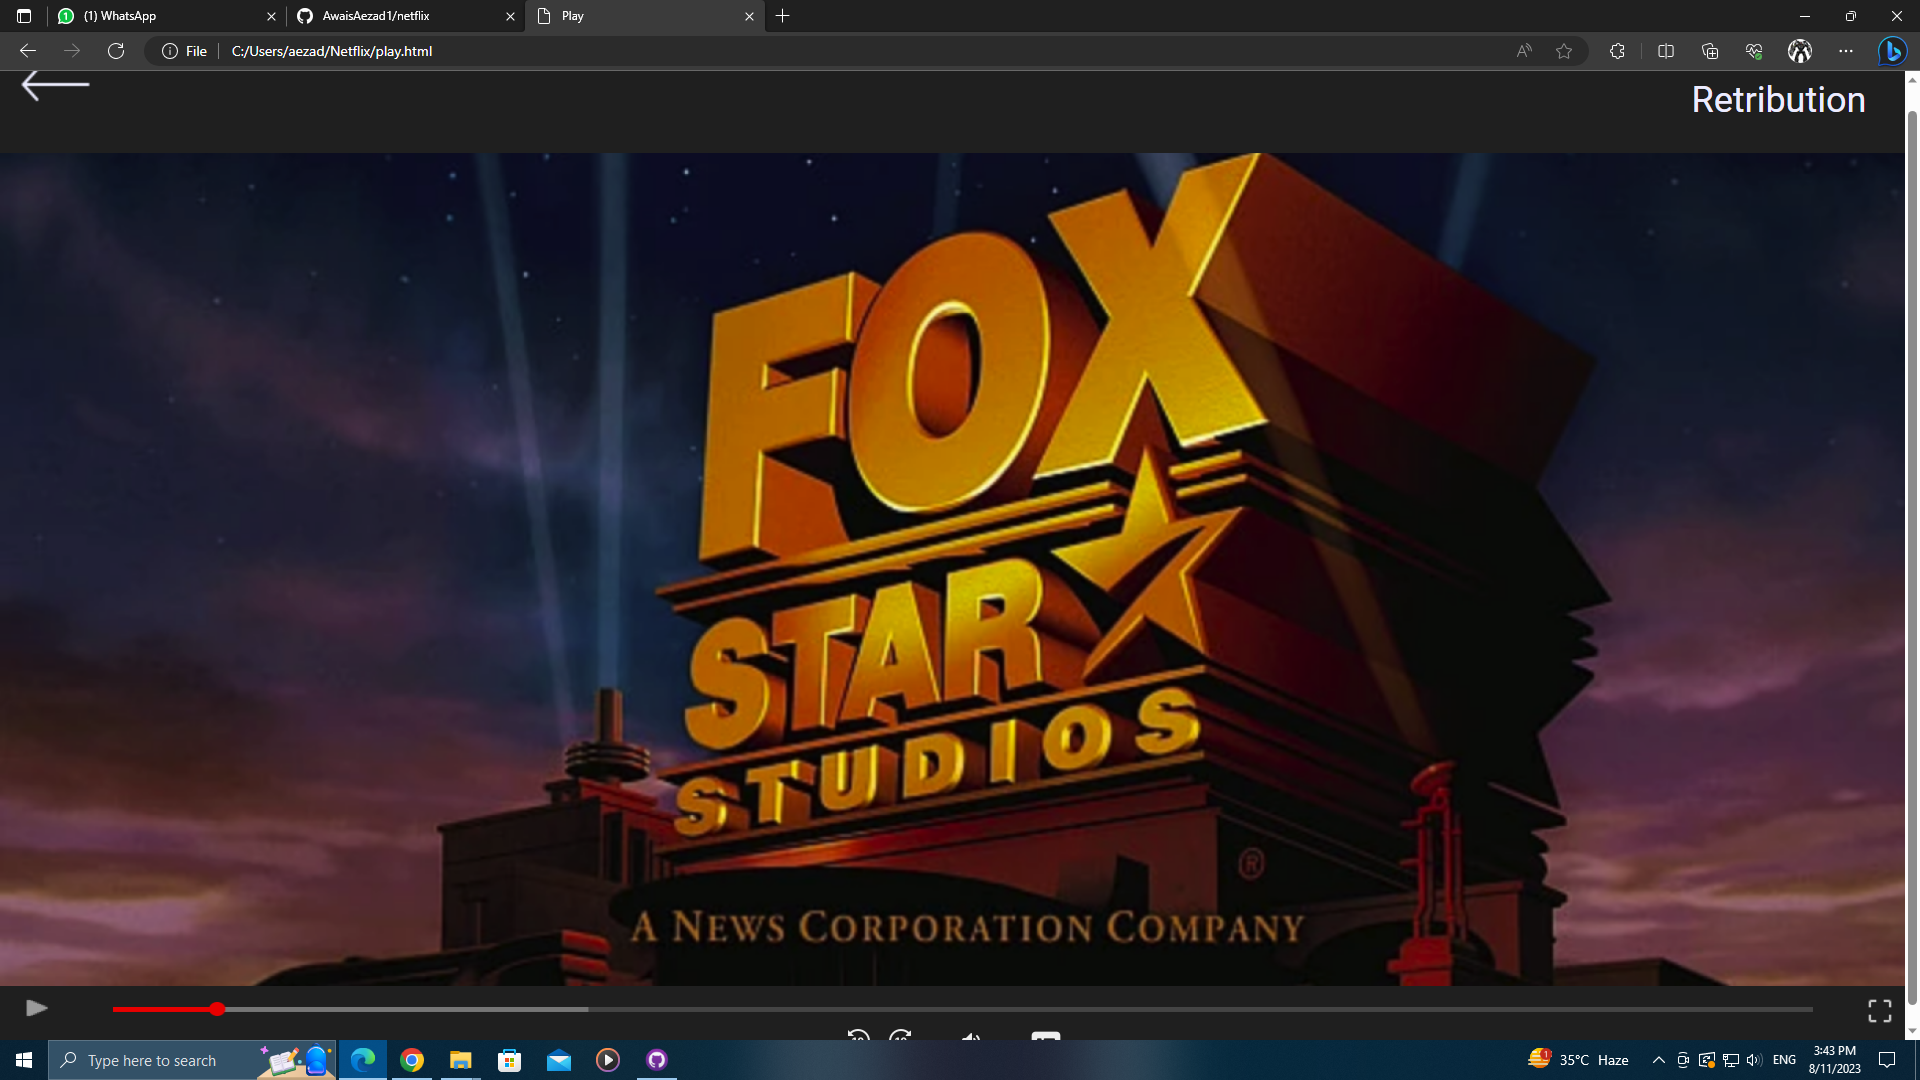 (1) WhatsApp
AwaisAezad1/netflix
Play
File
C:/Users/aezad/Netflix/play.html
Retribution
FOX
STAR
STUDIOS
®
A NEWS CORPORATION COMPANY
Type here to search
1
35°C Haze
ENG
3:43 PM
8/11/2023